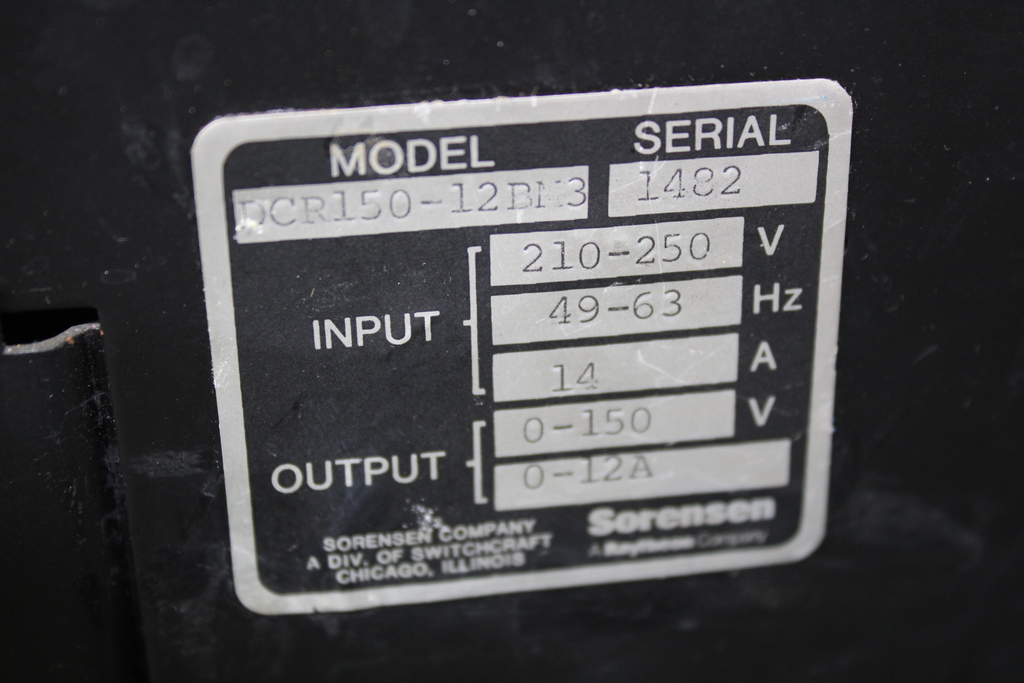 MODEL SERIAL
DCR150-12BM3 1482
INPUT
210-250 V
49-63 Hz
14 A
OUTPUT
0-150 V
0-12A
SORENSEN COMPANY
A DIV. OF SWITCHCRAFT
CHICAGO, ILLINOIS
Sorensen
A Raytheon Company